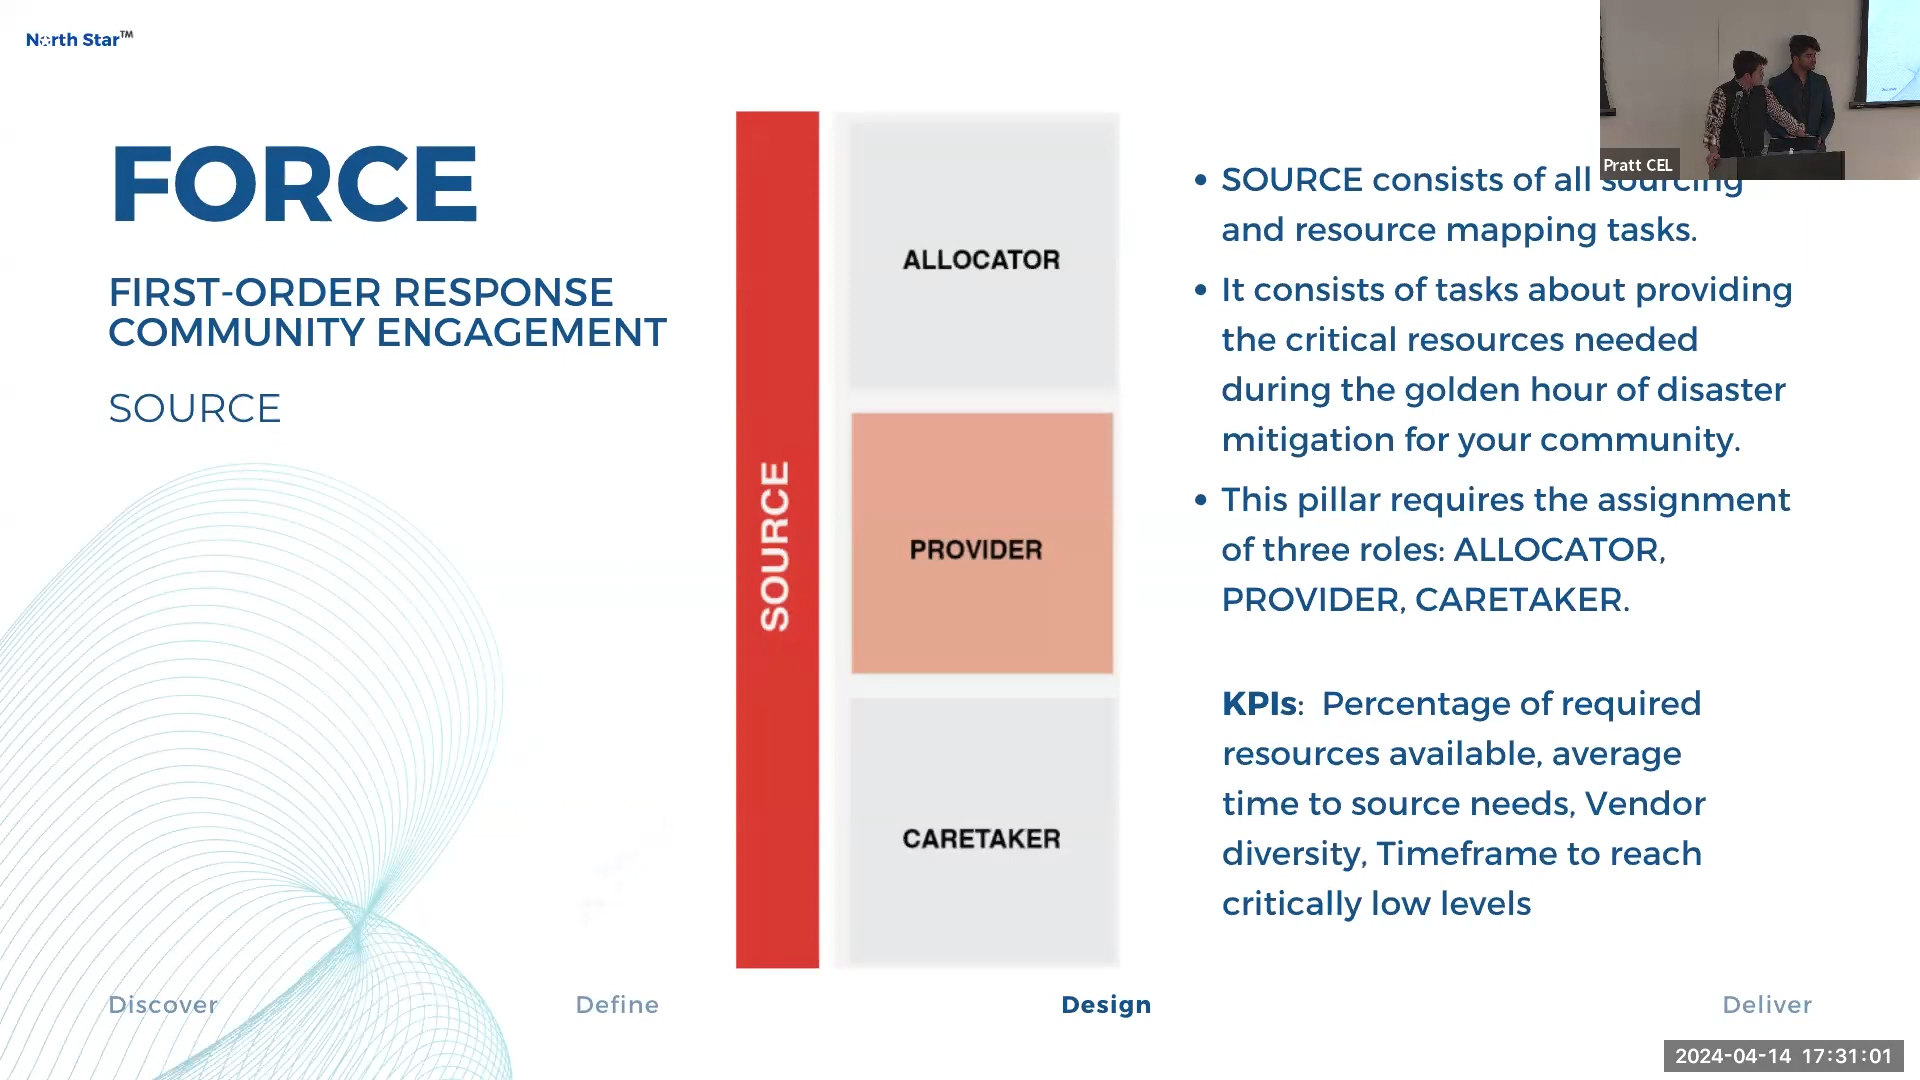 North Star™
FORCE
FIRST-ORDER RESPONSE
COMMUNITY ENGAGEMENT
SOURCE
SOURCE
ALLOCATOR
PROVIDER
CARETAKER
Pratt CEL
• SOURCE consists of all sourcing
and resource mapping tasks.
• It consists of tasks about providing
the critical resources needed
during the golden hour of disaster
mitigation for your community.
• This pillar requires the assignment
of three roles: ALLOCATOR,
PROVIDER, CARETAKER.
KPIs: Percentage of required
resources available, average
time to source needs, Vendor
diversity, Timeframe to reach
critically low levels
Discover
Define
Design
Deliver
2024-04-14 17:31:01